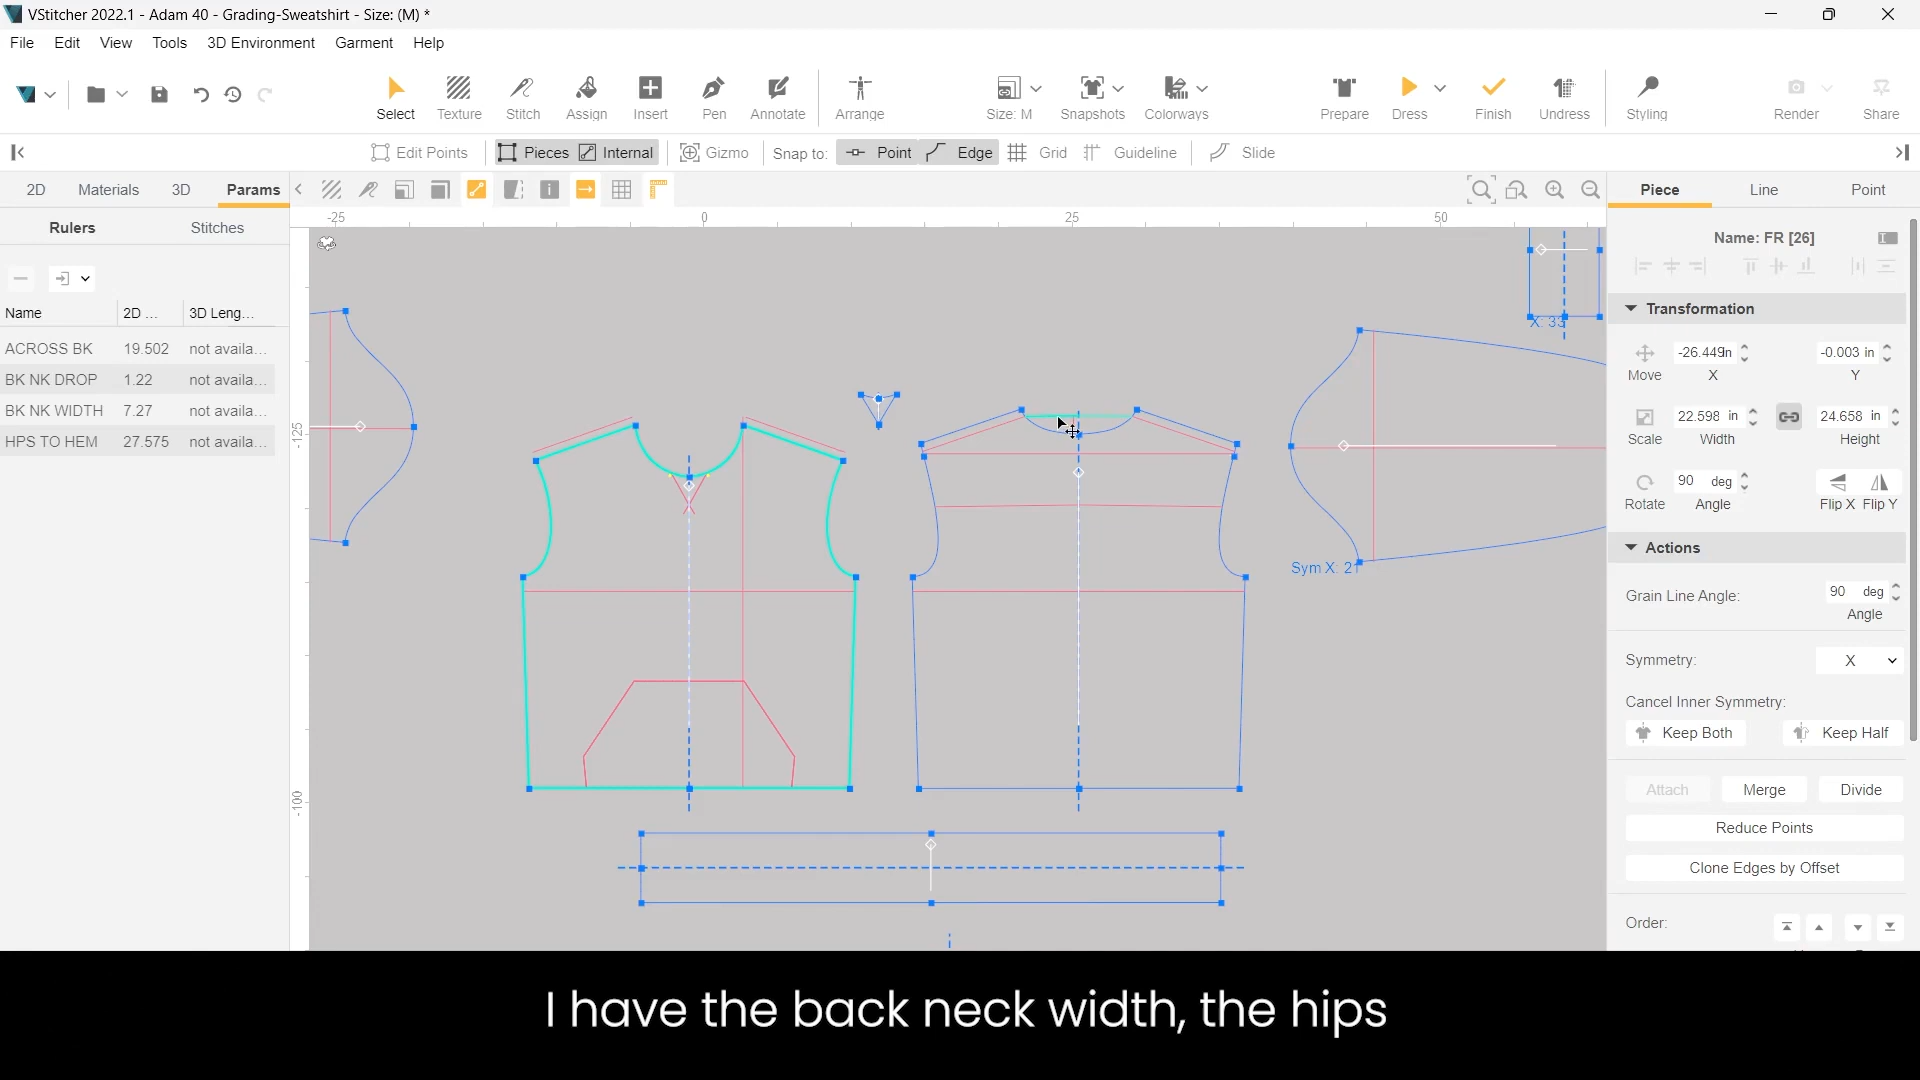 VStitcher 2022.1 - Adam 40 - Grading-Sweatshirt - Size: (M) *
File Edit View Tools 3D Environment Garment Help
Select Texture Stitch Assign Insert Pen Annotate Arrange Size: M Snapshots Colorways Prepare Dress Finish Undress Styling Render Share
Edit Points Pieces Internal Gizmo Snap to: Point Edge Grid Guideline Slide
2D Materials 3D Params Piece Line Point
-25 0 25 50
Rulers Stitches
Name: FR [26]
Name 2D ... 3D Leng...
ACROSS BK 19.502 not availa...
BK NK DROP 1.22 not availa...
BK NK WIDTH 7.27 not availa...
HPS TO HEM 27.575 not availa...
-125
-100
X: 33
Sym X: 21
Transformation
-26.449in -0.003 in
Move X Y
22.598 in 24.658 in
Scale Width Height
90 deg
Rotate Angle Flip X Flip Y
Actions
Grain Line Angle: 90 deg
Angle
Symmetry: X
Cancel Inner Symmetry:
Keep Both Keep Half
Attach Merge Divide
Reduce Points
Clone Edges by Offset
Order:
I have the back neck width, the hips